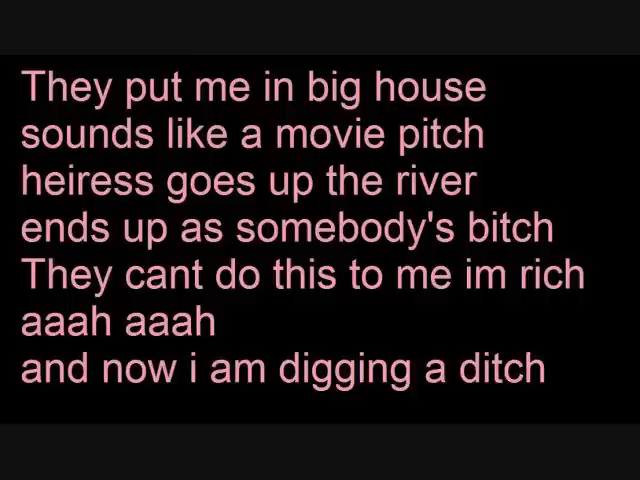 They put me in big house
sounds like a movie pitch
heiress goes up the river
ends up as somebody's bitch
They cant do this to me im rich
aaah aaah
and now i am digging a ditch